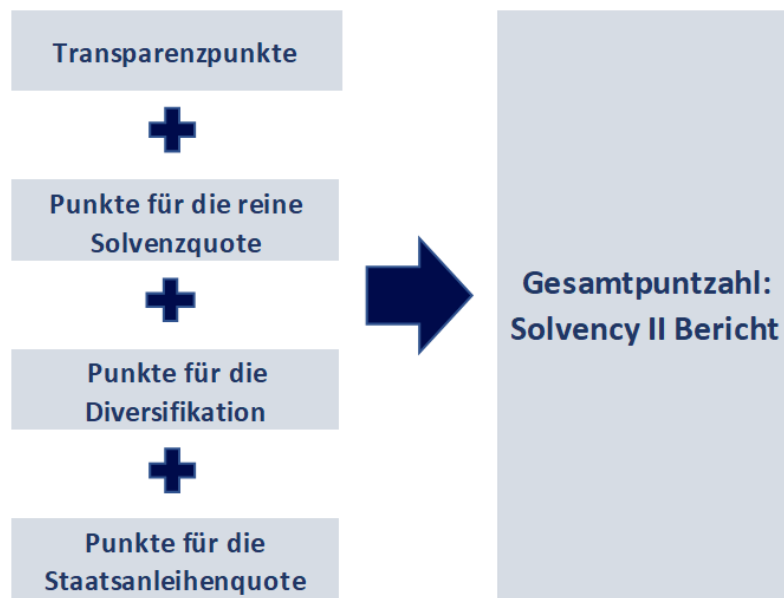 Transparenzpunkte
Punkte für die reine
Solvenzquote
Punkte für die
Diversifikation
Punkte für die
Staatsanleihenquote
Gesamtpuntzahl:
Solvency II Bericht